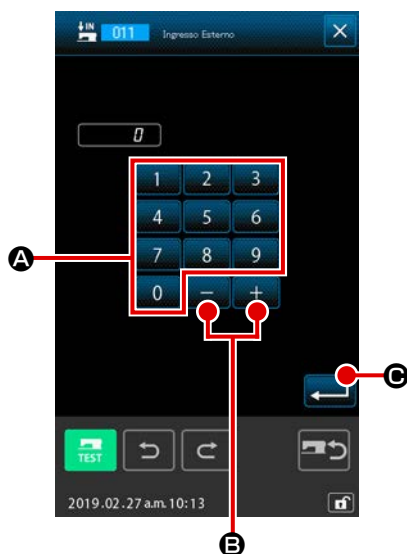 IN 011 Ingresso Esterno
0
1 2 3
4 5 6
A 7 8 9
0 − +
C
TEST
2019.02.27 a.m. 10:13
B